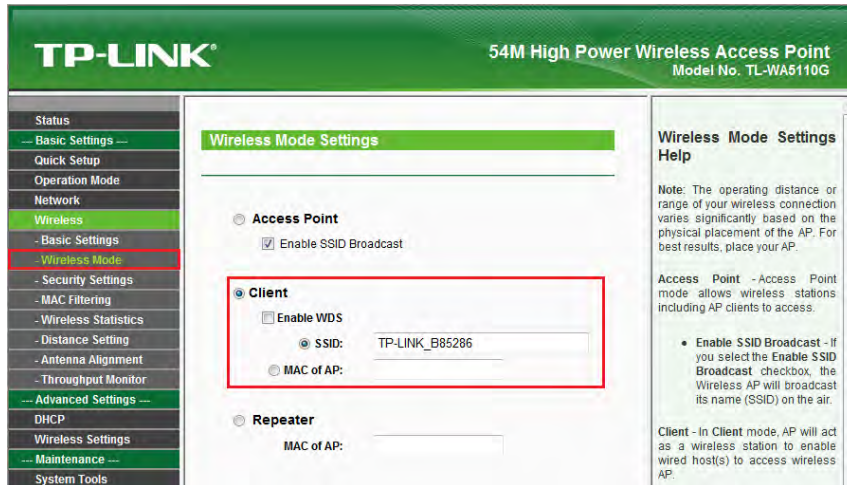 TP-LINK®
54M High Power Wireless Access Point
Model No. TL-WA5110G
Status
--- Basic Settings ---
Quick Setup
Operation Mode
Network
Wireless
- Basic Settings
- Wireless Mode
- Security Settings
- MAC Filtering
- Wireless Statistics
- Distance Setting
- Antenna Alignment
- Throughput Monitor
--- Advanced Settings ---
DHCP
Wireless Settings
--- Maintenance ---
System Tools
Wireless Mode Settings
Access Point
Enable SSID Broadcast
Client
Enable WDS
SSID: TP-LINK_B85286
MAC of AP:
Repeater
MAC of AP:
Wireless Mode Settings
Help
Note: The operating distance or
range of your wireless connection
varies significantly based on the
physical placement of the AP. For
best results, place your AP.
Access Point - Access Point
mode allows wireless stations
including AP clients to access.
• Enable SSID Broadcast - If
you select the Enable SSID
Broadcast checkbox, the
Wireless AP will broadcast
its name (SSID) on the air.
Client - In Client mode, AP will act
as a wireless station to enable
wired host(s) to access wireless
AP.